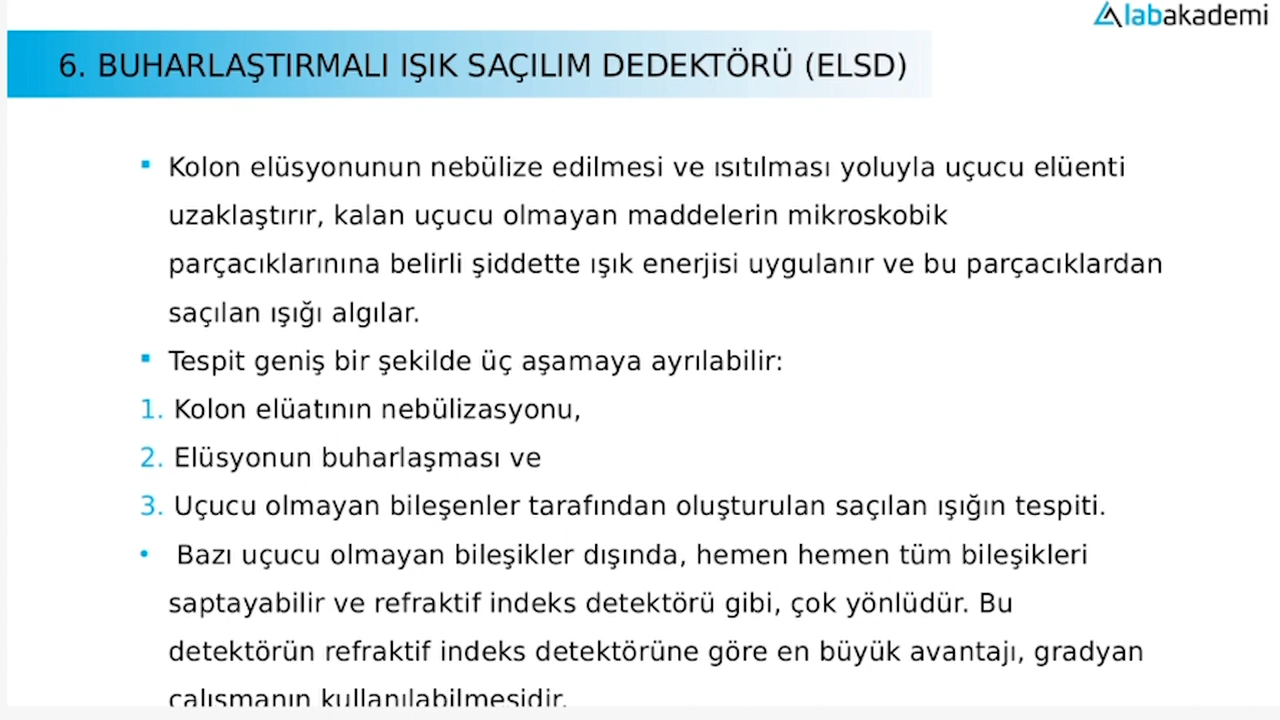 labakademi
6. BUHARLAŞTIRMALI IŞIK SAÇILIM DEDEKTÖRÜ (ELSD)
▪ Kolon elüsyonunun nebülize edilmesi ve ısıtılması yoluyla uçucu elüenti
uzaklaştırır, kalan uçucu olmayan maddelerin mikroskobik
parçacıklarınına belirli şiddette ışık enerjisi uygulanır ve bu parçacıklardan
saçılan ışığı algılar.
▪ Tespit geniş bir şekilde üç aşamaya ayrılabilir:
1. Kolon elüatının nebülizasyonu,
2. Elüsyonun buharlaşması ve
3. Uçucu olmayan bileşenler tarafından oluşturulan saçılan ışığın tespiti.
• Bazı uçucu olmayan bileşikler dışında, hemen hemen tüm bileşikleri
saptayabilir ve refraktif indeks detektörü gibi, çok yönlüdür. Bu
detektörün refraktif indeks detektörüne göre en büyük avantajı, gradyan
çalışmanın kullanılabilmesidir.